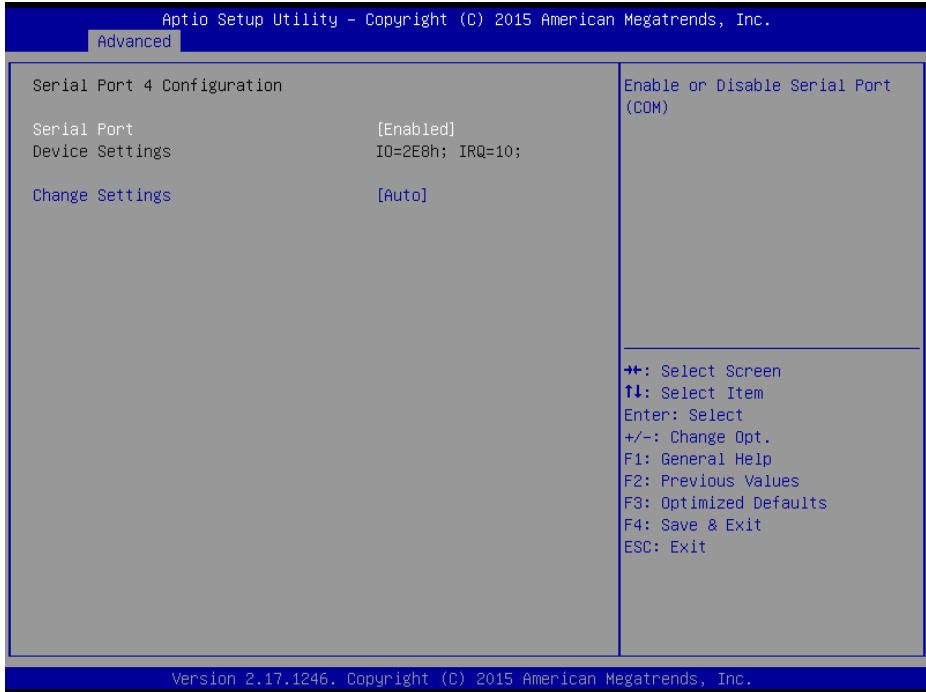 Aptio Setup Utility – Copyright (C) 2015 American Megatrends, Inc.
Advanced
Serial Port 4 Configuration
Serial Port [Enabled]
Device Settings IO=2E8h; IRQ=10;
Change Settings [Auto]
Enable or Disable Serial Port
(COM)
→←: Select Screen
↑↓: Select Item
Enter: Select
+/-: Change Opt.
F1: General Help
F2: Previous Values
F3: Optimized Defaults
F4: Save & Exit
ESC: Exit
Version 2.17.1246. Copyright (C) 2015 American Megatrends, Inc.